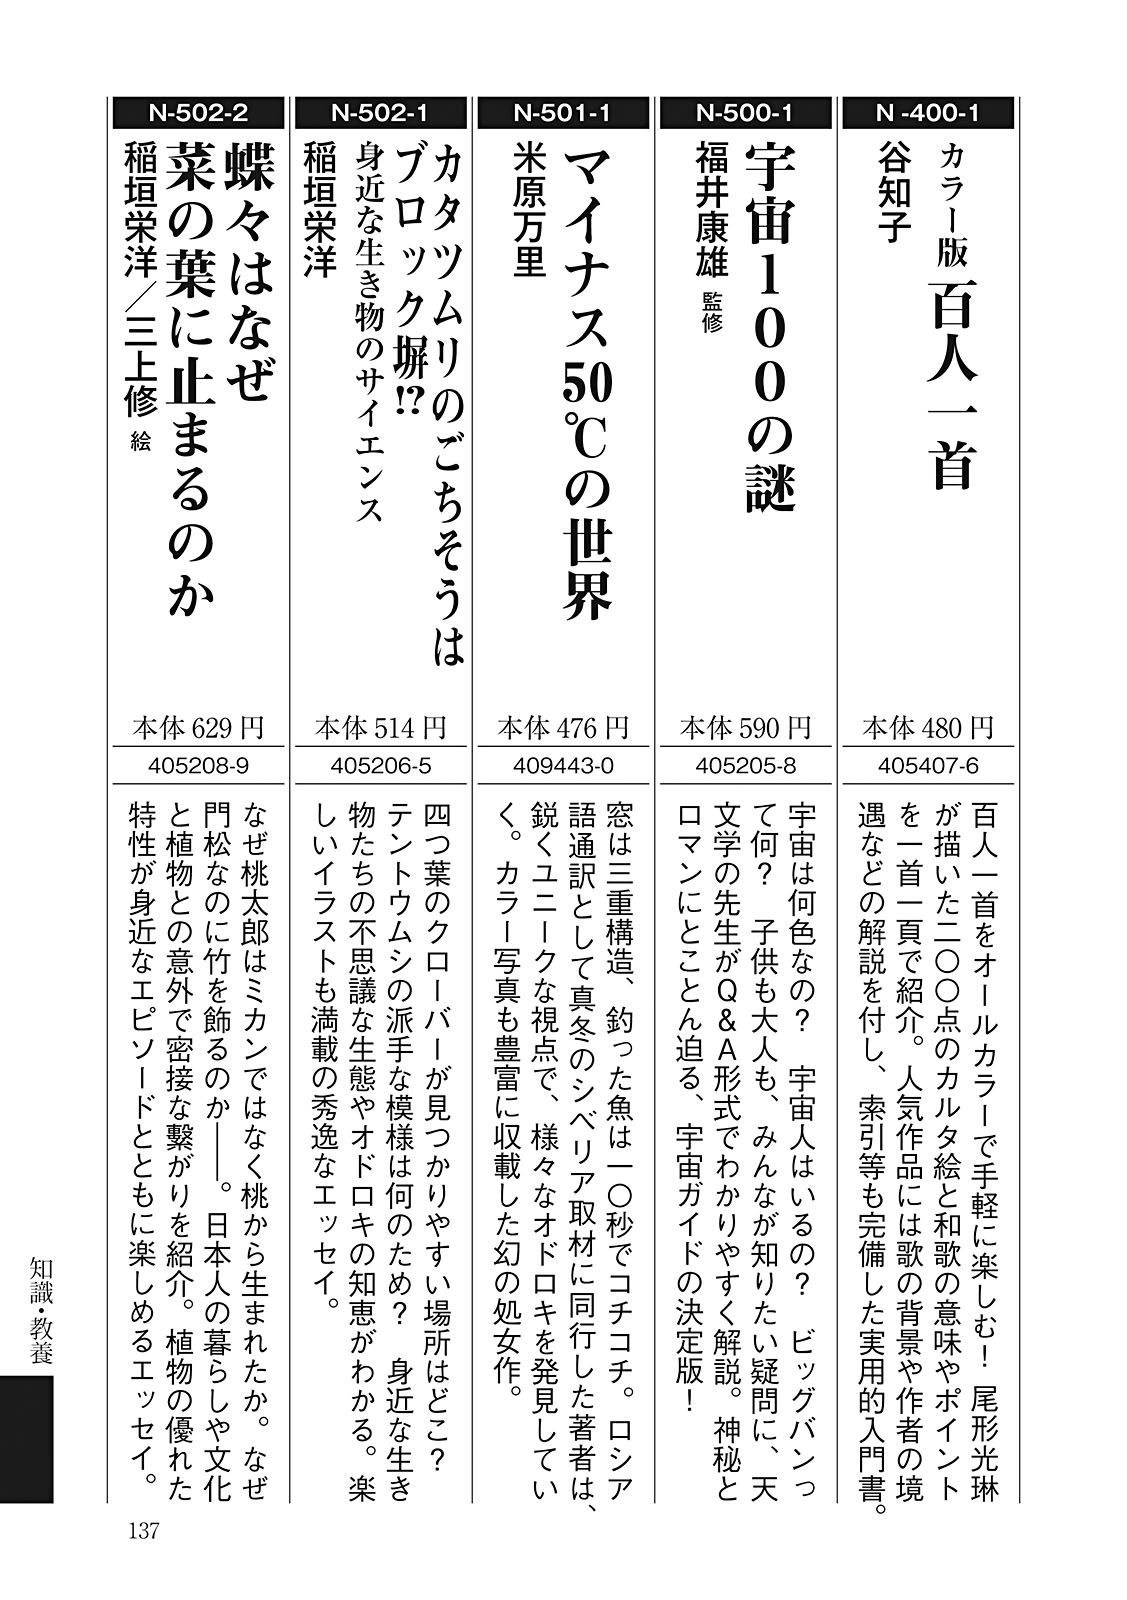 N-400-1
カラー版 百人一首
谷知子
本体 480 円
405407-6
百人一首をオールカラーで手軽に楽しむ！ 尾形光琳
が描いた二〇〇点のカルタ絵と和歌の意味やポイント
を一首一頁で紹介。人気作品には歌の背景や作者の境
遇などの解説を付し、索引等も完備した実用的入門書。
N-500-1
宇宙100の謎
福井康雄 監修
本体 590 円
405205-8
宇宙は何色なの？ 宇宙人はいるの？ ビッグバンっ
て何？ 子供も大人も、みんなが知りたい疑問に、天
文学の先生がQ&A形式でわかりやすく解説。神秘と
ロマンにとことん迫る、宇宙ガイドの決定版！
N-501-1
マイナス50℃の世界
米原万里
本体 476 円
409443-0
窓は三重構造、釣った魚は一〇秒でコチコチ。ロシア
語通訳として真冬のシベリア取材に同行した著者は、
鋭くユニークな視点で、様々なオドロキを発見してい
く。カラー写真も豊富に収載した幻の処女作。
N-502-1
カタツムリのごちそうは
ブロック塀!?
身近な生き物のサイエンス
稲垣栄洋
本体 514 円
405206-5
四つ葉のクローバーが見つかりやすい場所はどこ？
テントウムシの派手な模様は何のため？ 身近な生き
物たちの不思議な生態やオドロキの知恵がわかる。楽
しいイラストも満載の秀逸なエッセイ。
N-502-2
蝶々はなぜ
菜の葉に止まるのか
稲垣栄洋／三上修 絵
本体 629 円
405208-9
なぜ桃太郎はミカンではなく桃から生まれたか。なぜ
門松なのに竹を飾るのか――。日本人の暮らしや文化
と植物との意外で密接な繫がりを紹介。植物の優れた
特性が身近なエピソードとともに楽しめるエッセイ。
知識・教養
137